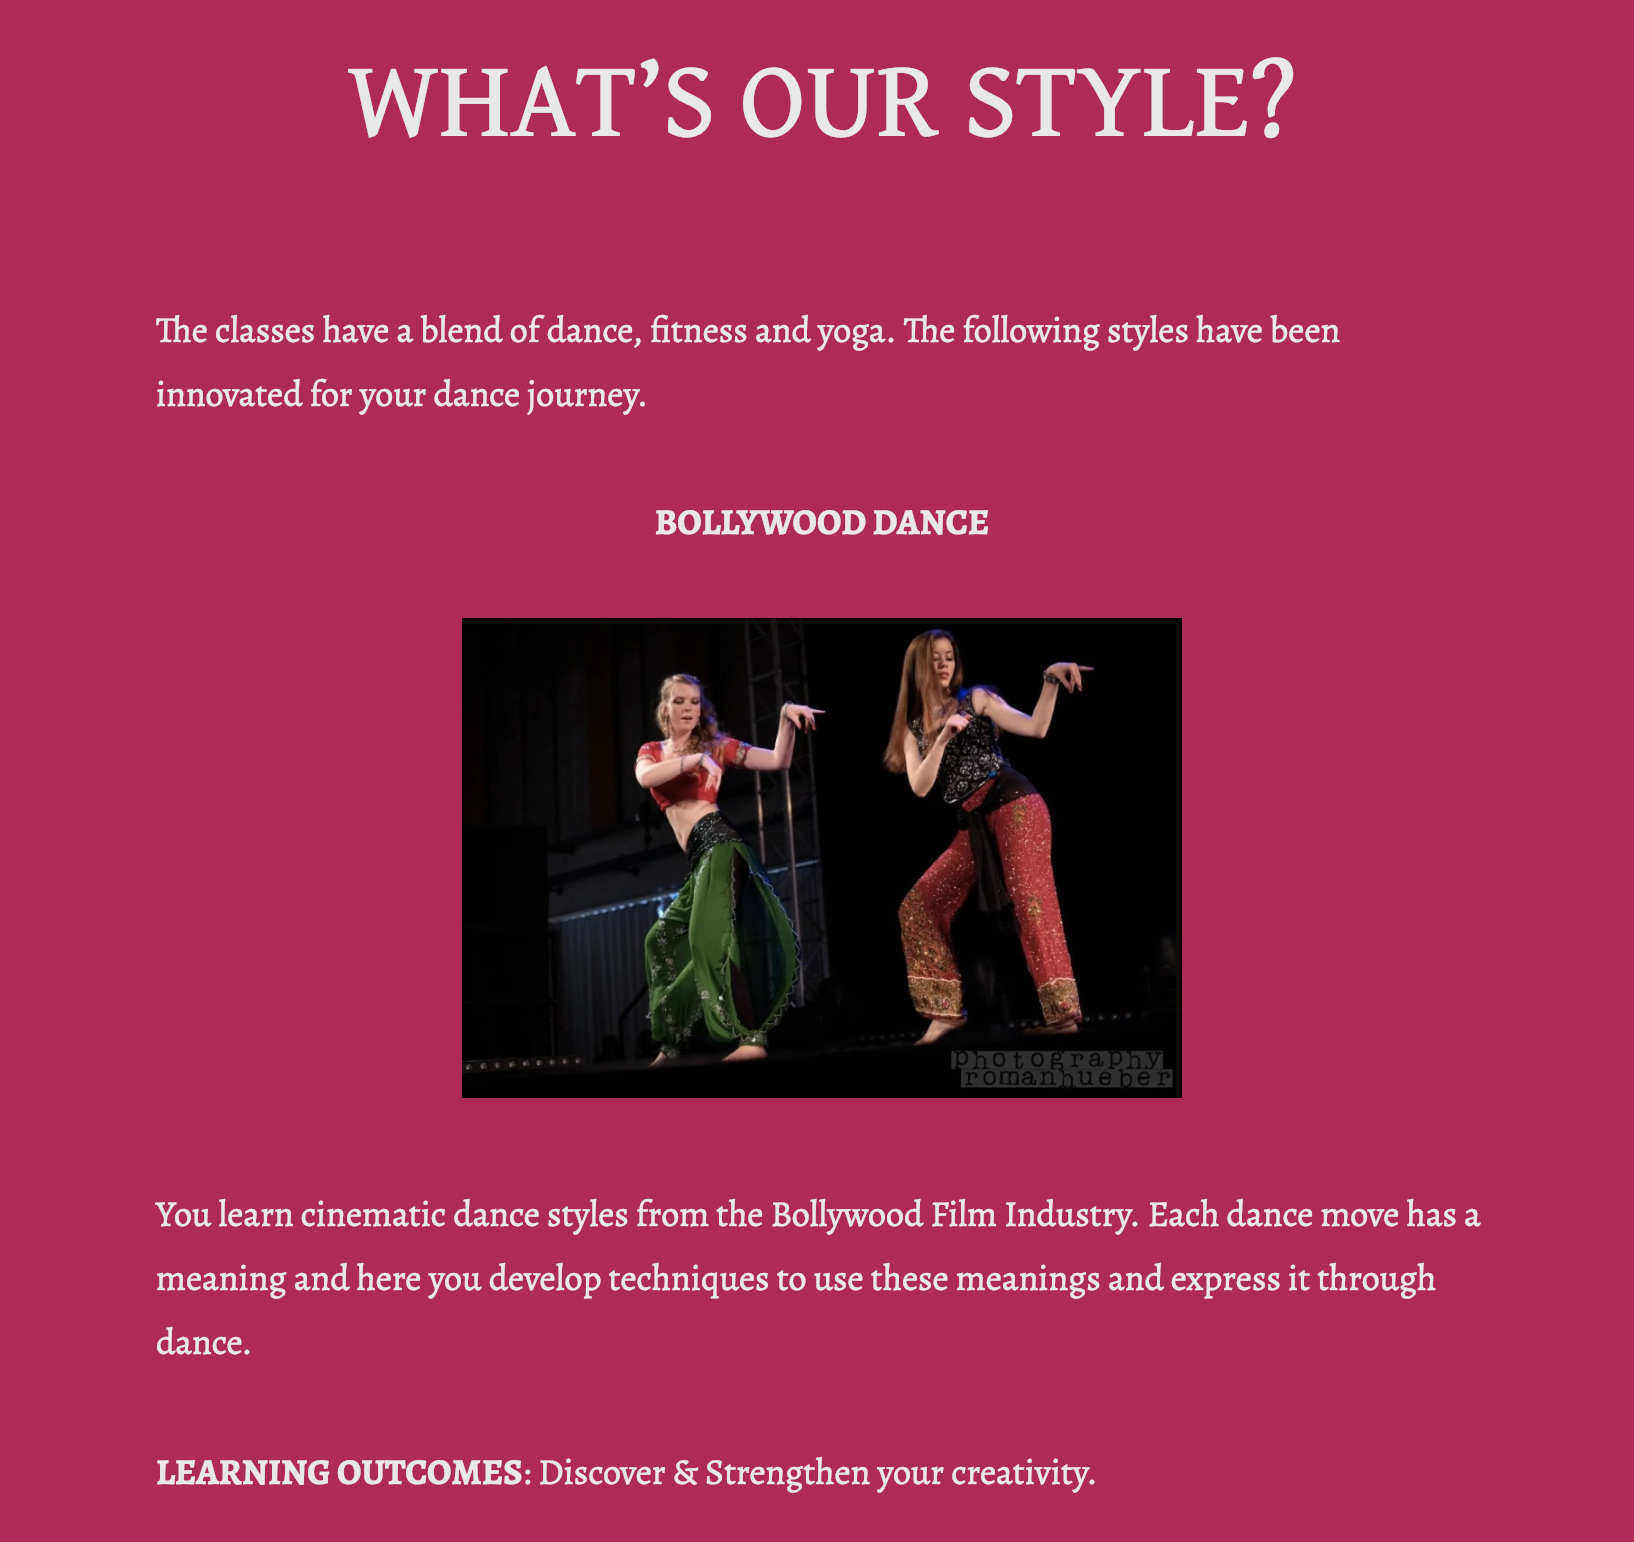 WHAT’S OUR STYLE?
The classes have a blend of dance, fitness and yoga. The following styles have been
innovated for your dance journey.
BOLLYWOOD DANCE
photography
romanhueber
You learn cinematic dance styles from the Bollywood Film Industry. Each dance move has a
meaning and here you develop techniques to use these meanings and express it through
dance.
LEARNING OUTCOMES: Discover & Strengthen your creativity.